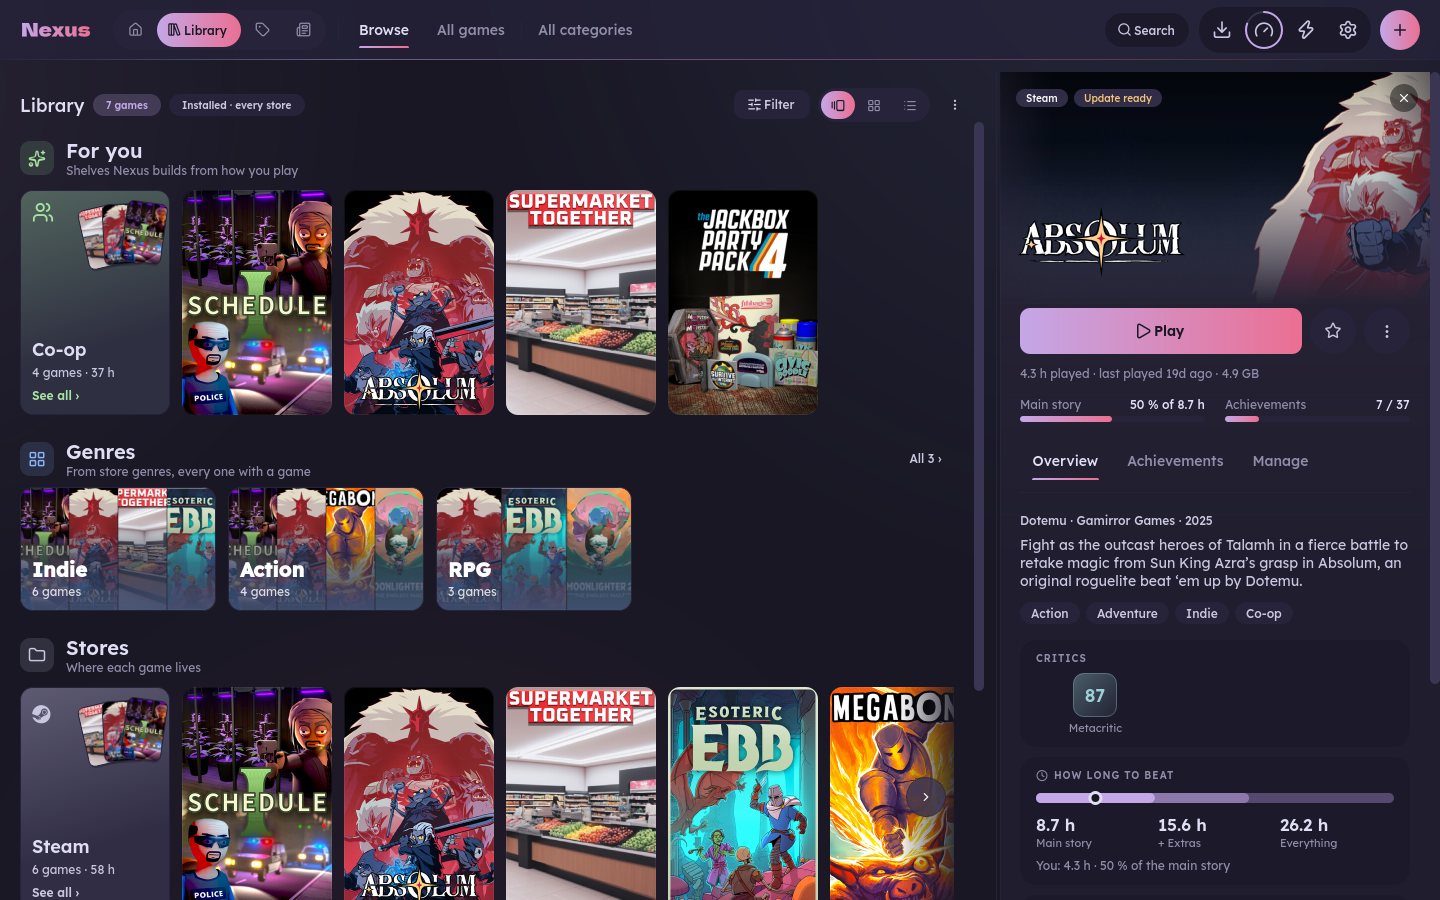 Nexus
Library
Browse
All games
All categories
Search
Library
7 games
Installed · every store
Filter
For you
Shelves Nexus builds from how you play
Co-op
4 games · 37 h
See all ›
SCHEDULE
I
POLICE
ABSOLUM
SUPERMARKET
TOGETHER
the
JACKBOX
PARTY
PACK 4
Genres
From store genres, every one with a game
All 3 ›
Indie
6 games
Action
4 games
RPG
3 games
Stores
Where each game lives
Steam
6 games · 58 h
See all ›
SCHEDULE
I
POLICE
ABSOLUM
SUPERMARKET
TOGETHER
ESOTERIC
EBB
MEGABON
Steam
Update ready
ABSOLUM
Play
4.3 h played · last played 19d ago · 4.9 GB
Main story
50 % of 8.7 h
Achievements
7 / 37
Overview
Achievements
Manage
Dotemu · Gamirror Games · 2025
Fight as the outcast heroes of Talamh in a fierce battle to
retake magic from Sun King Azra’s grasp in Absolum, an
original roguelite beat ‘em up by Dotemu.
Action
Adventure
Indie
Co-op
CRITICS
87
Metacritic
HOW LONG TO BEAT
8.7 h
Main story
15.6 h
+ Extras
26.2 h
Everything
You: 4.3 h · 50 % of the main story